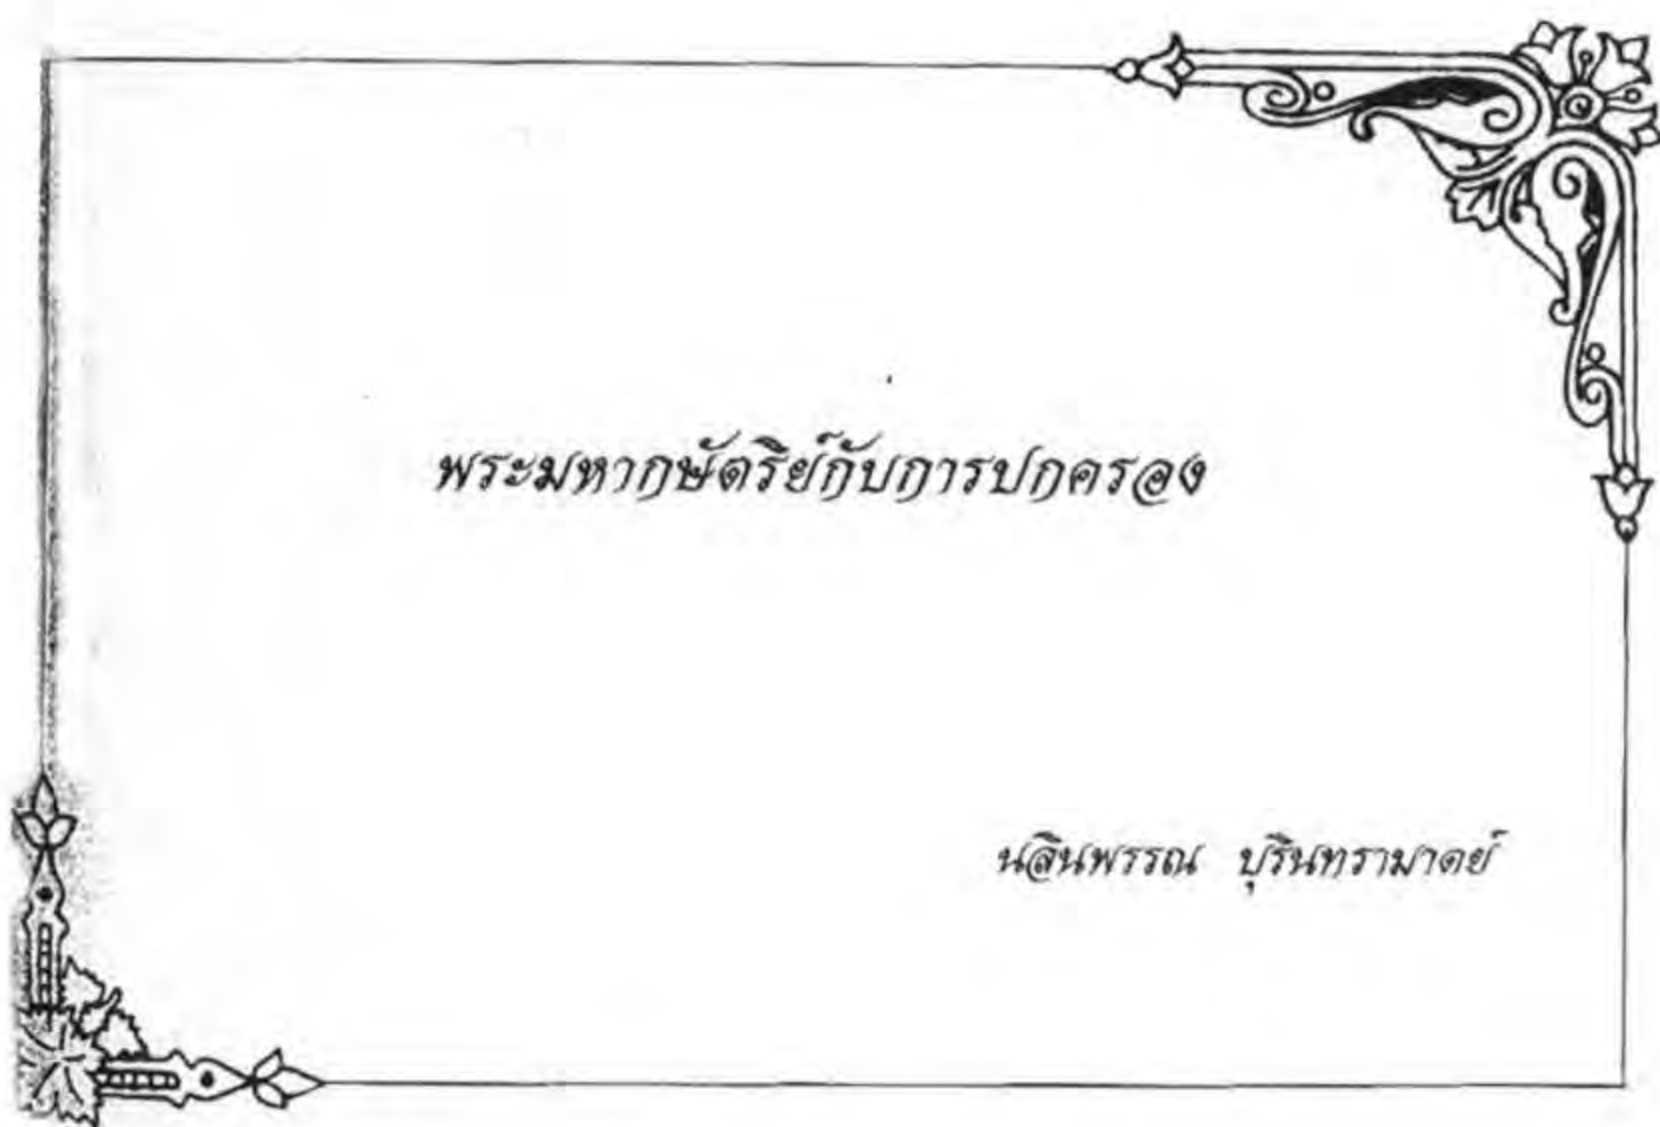 พระมหากษัตริย์กับการปกครอง
นลินพรรณ ปุรินทรามาตย์